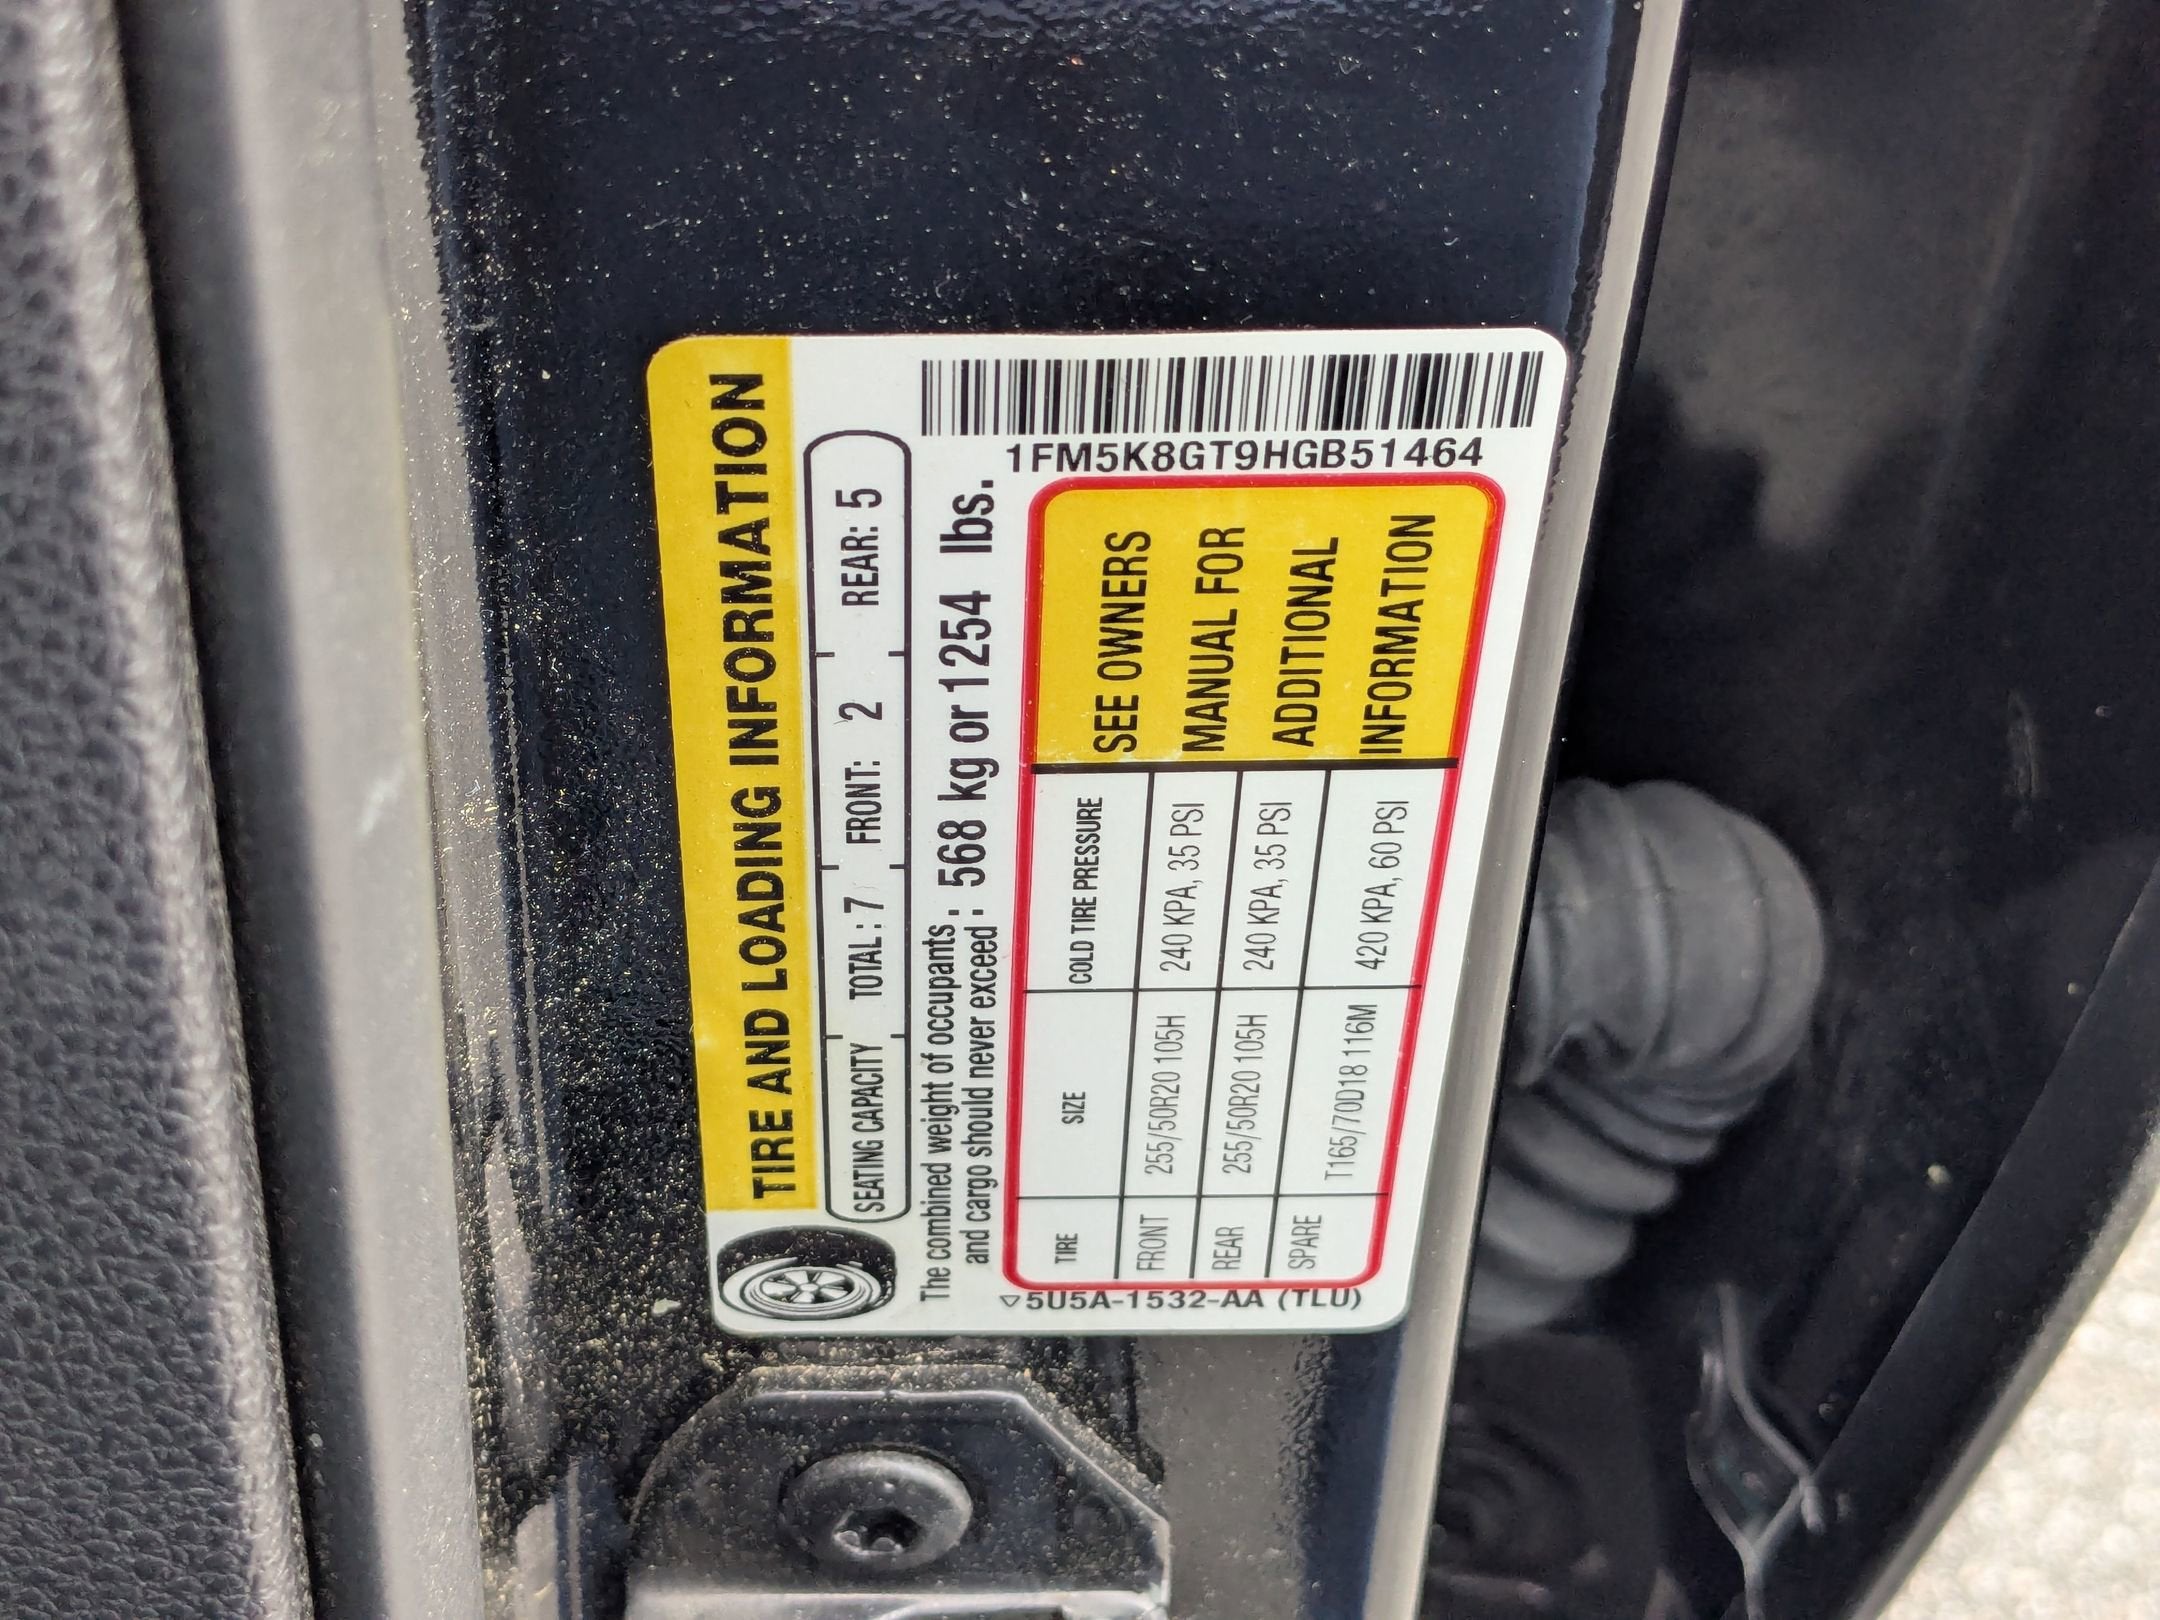 TIRE AND LOADING INFORMATION
SEATING CAPACITY TOTAL : 7 FRONT: 2 REAR: 5
The combined weight of occupants
and cargo should never exceed : 568 kg or 1254 lbs.
1FM5K8GT9HGB51464
TIRE SIZE COLD TIRE PRESSURE
FRONT 255/50R20 105H 240 KPA, 35 PSI
REAR 255/50R20 105H 240 KPA, 35 PSI
SPARE T165/70D18 116M 420 KPA, 60 PSI
SEE OWNERS
MANUAL FOR
ADDITIONAL
INFORMATION
5U5A-1532-AA (TLU)